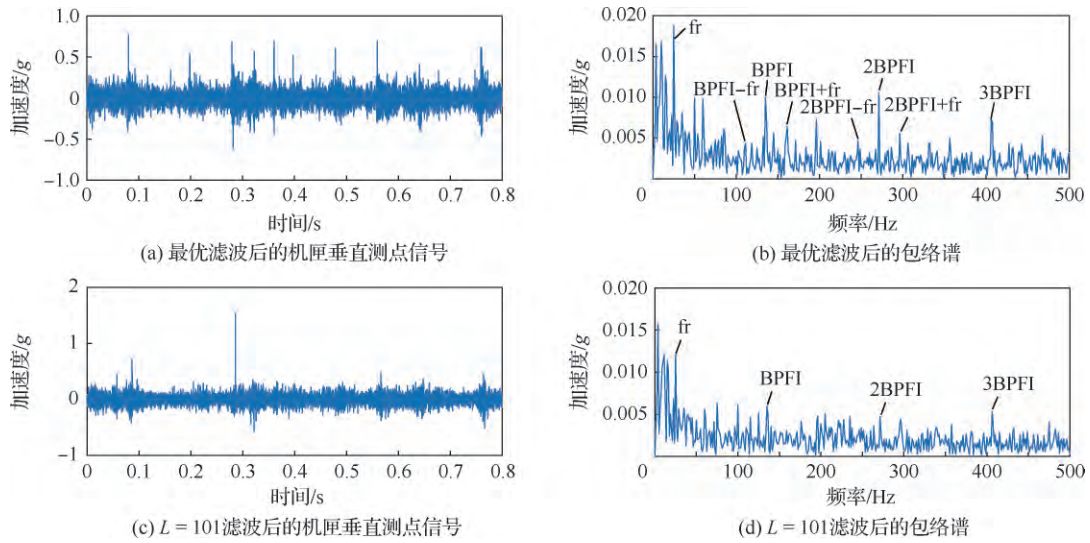 1.0
0.5
0
−0.5
−1.0
加速度/g
0 0.1 0.2 0.3 0.4 0.5 0.6 0.7 0.8
时间/s
(a) 最优滤波后的机匣垂直测点信号
0.020
0.015
0.010
0.005
加速度/g
fr
BPFI−fr
BPFI
BPFI+fr
2BPFI−fr
2BPFI
2BPFI+fr
3BPFI
0 100 200 300 400 500
频率/Hz
(b) 最优滤波后的包络谱
2
1
0
−1
加速度/g
0 0.1 0.2 0.3 0.4 0.5 0.6 0.7 0.8
时间/s
(c) L = 101滤波后的机匣垂直测点信号
0.020
0.015
0.010
0.005
加速度/g
fr
BPFI
2BPFI
3BPFI
0 100 200 300 400 500
频率/Hz
(d) L = 101滤波后的包络谱